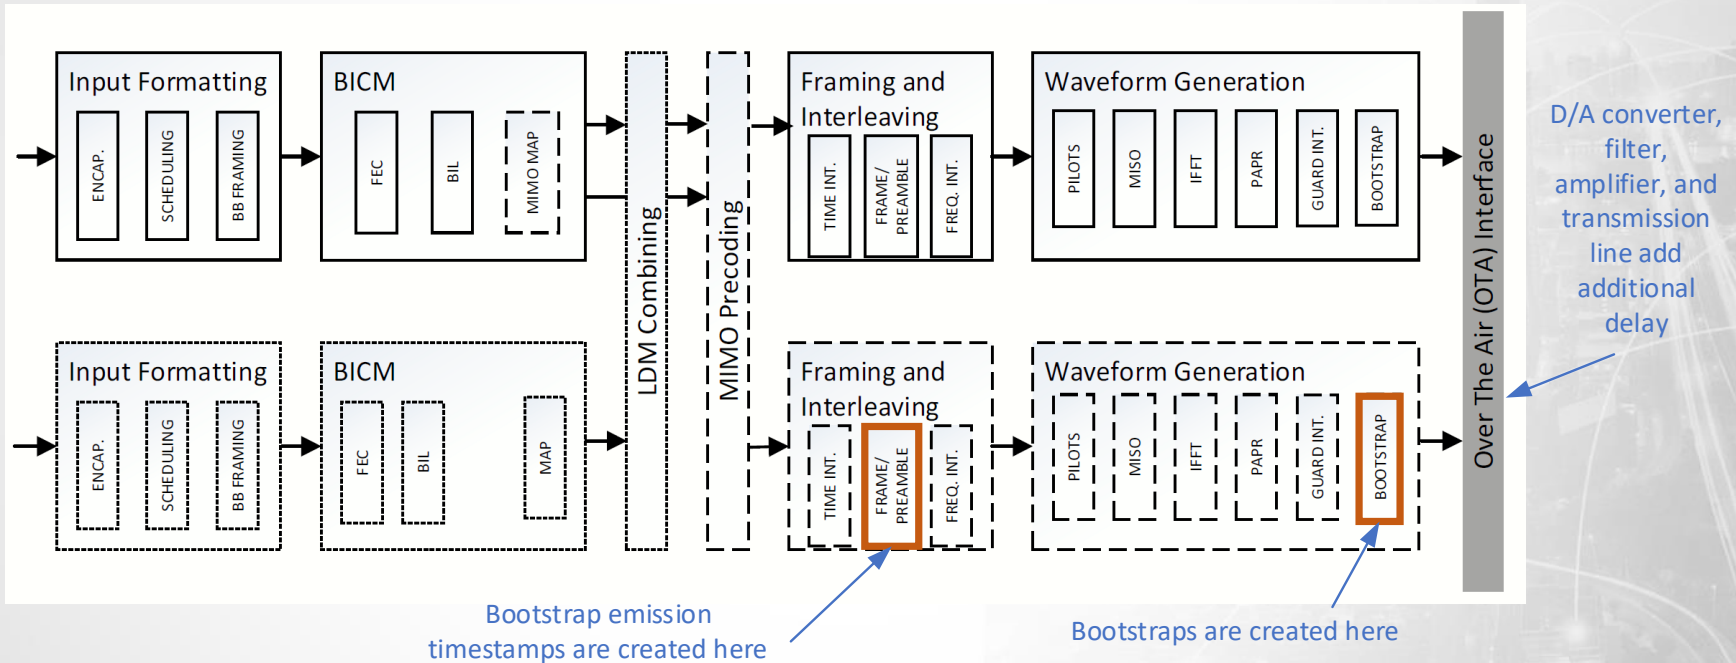 Input Formatting
ENCAP.
SCHEDULING
BB FRAMING
BICM
FEC
BIL
MIMO MAP
LDM Combining
MIMO Precoding
Framing and
Interleaving
TIME INT.
FRAME/
PREAMBLE
FREQ. INT.
Waveform Generation
PILOTS
MISO
IFFT
PAPR
GUARD INT.
BOOTSTRAP
Over The Air (OTA) Interface
D/A converter,
filter,
amplifier, and
transmission
line add
additional
delay
Input Formatting
ENCAP.
SCHEDULING
BB FRAMING
BICM
FEC
BIL
MAP
Framing and
Interleaving
TIME INT.
FRAME/
PREAMBLE
FREQ. INT.
Waveform Generation
PILOTS
MISO
IFFT
PAPR
GUARD INT.
BOOTSTRAP
Bootstrap emission
timestamps are created here
Bootstraps are created here